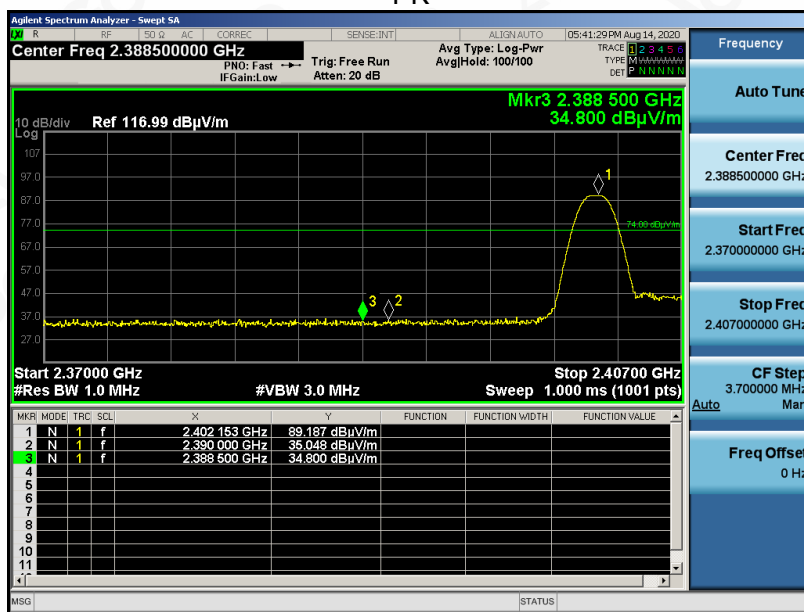 Agilent Spectrum Analyzer - Swept SA
LXI R RF 50 Ω AC CORREC SENSE:INT ALIGN AUTO 05:41:29 PM Aug 14, 2020
Center Freq 2.388500000 GHz
PNO: Fast
IFGain:Low
Trig: Free Run
Atten: 20 dB
Avg Type: Log-Pwr
Avg|Hold: 100/100
TRACE 1 2 3 4 5 6
TYPE M
DET P N N N N N
Mkr3 2.388 500 GHz
34.800 dBµV/m
10 dB/div Ref 116.99 dBµV/m
Log
107
97.0
87.0
77.0
67.0
57.0
47.0
37.0
27.0
1
74.00 dBµV/m
3 2
Start 2.37000 GHz Stop 2.40700 GHz
#Res BW 1.0 MHz #VBW 3.0 MHz Sweep 1.000 ms (1001 pts)
MKR MODE TRC SCL X Y FUNCTION FUNCTION WIDTH FUNCTION VALUE
1 N 1 f 2.402 153 GHz 89.187 dBµV/m
2 N 1 f 2.390 000 GHz 35.048 dBµV/m
3 N 1 f 2.388 500 GHz 34.800 dBµV/m
4
5
6
7
8
9
10
11
MSG STATUS
Frequency
Auto Tune
Center Freq
2.388500000 GHz
Start Freq
2.370000000 GHz
Stop Freq
2.407000000 GHz
CF Step
3.700000 MHz
Auto Man
Freq Offset
0 Hz